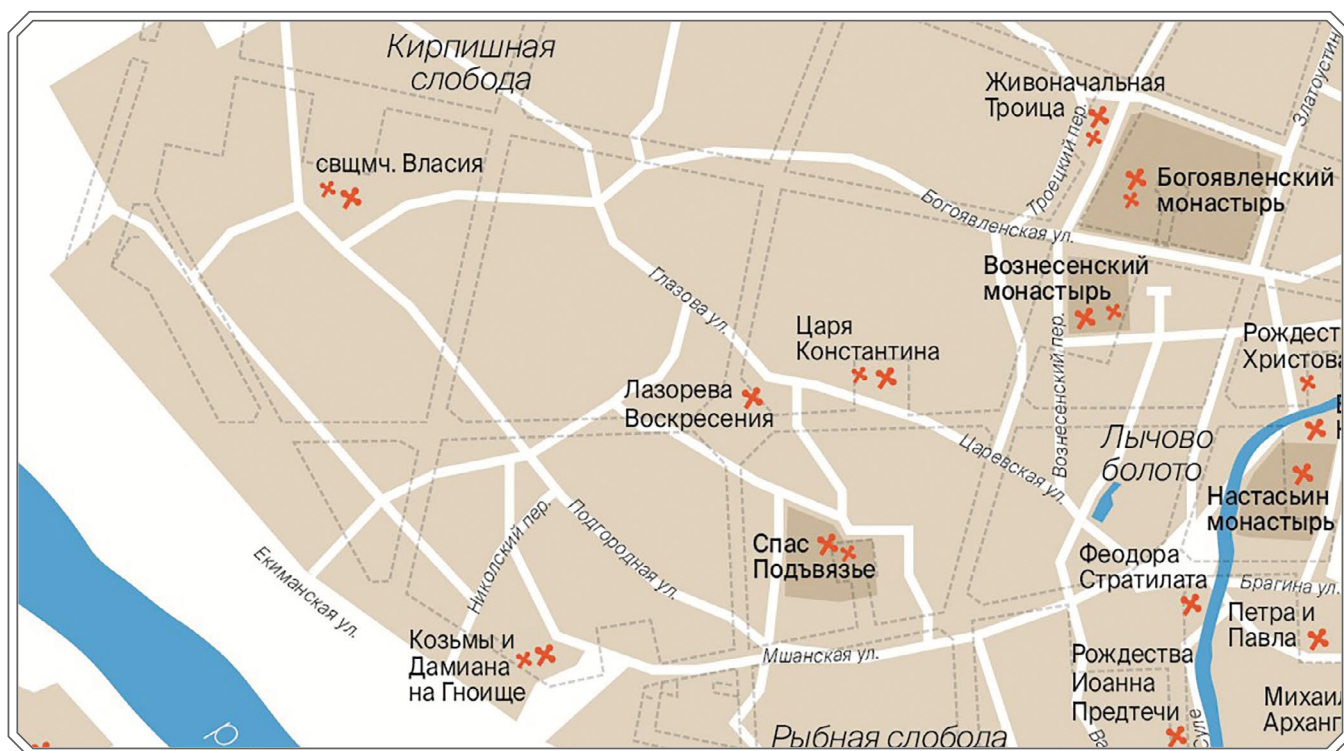 Кирпишная
слобода
свщмч. Власия
Живоначальная
Троица
Троецкий пер.
Златоустин
Богоявленский
монастырь
Богоявленская ул.
Вознесенский
монастырь
Вознесенский пер.
Глазова ул.
Царя
Константина
Рождест
Христова
Лазорева
Воскресения
Царевская ул.
Лычово
болото
Настасьин
монастырь
Никольский пер.
Подгородная ул.
Спас
Подъвязье
Феодора
Стратилата
Брагина ул.
Екиманская ул.
Козьмы и
Дамиана
на Гноище
Мшанская ул.
Петра и
Павла
Рождества
Иоанна
Предтечи
Михаи
Арханг
Рыбная слобода